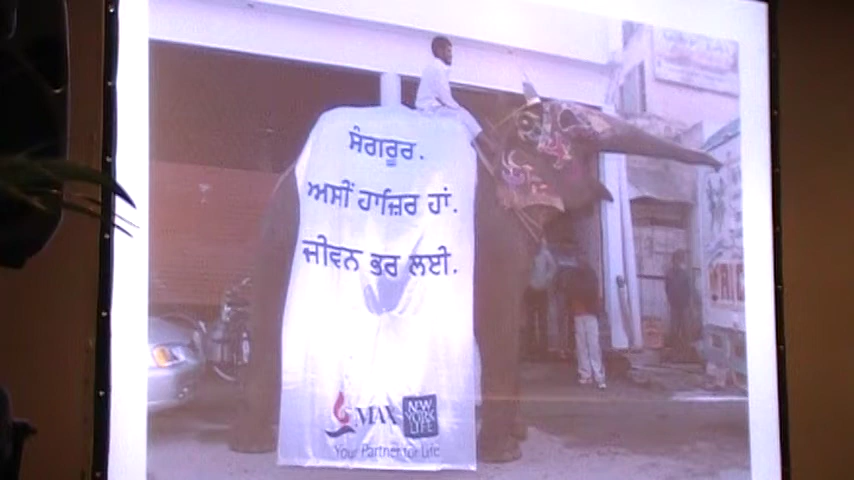 ਸੰਗਰੂਰ.
ਅਸੀਂ ਹਾਜ਼ਿਰ ਹਾਂ.
ਜੀਵਨ ਭਰ ਲਈ.
MAX
NEW
YORK
LIFE
Your Partner for Life